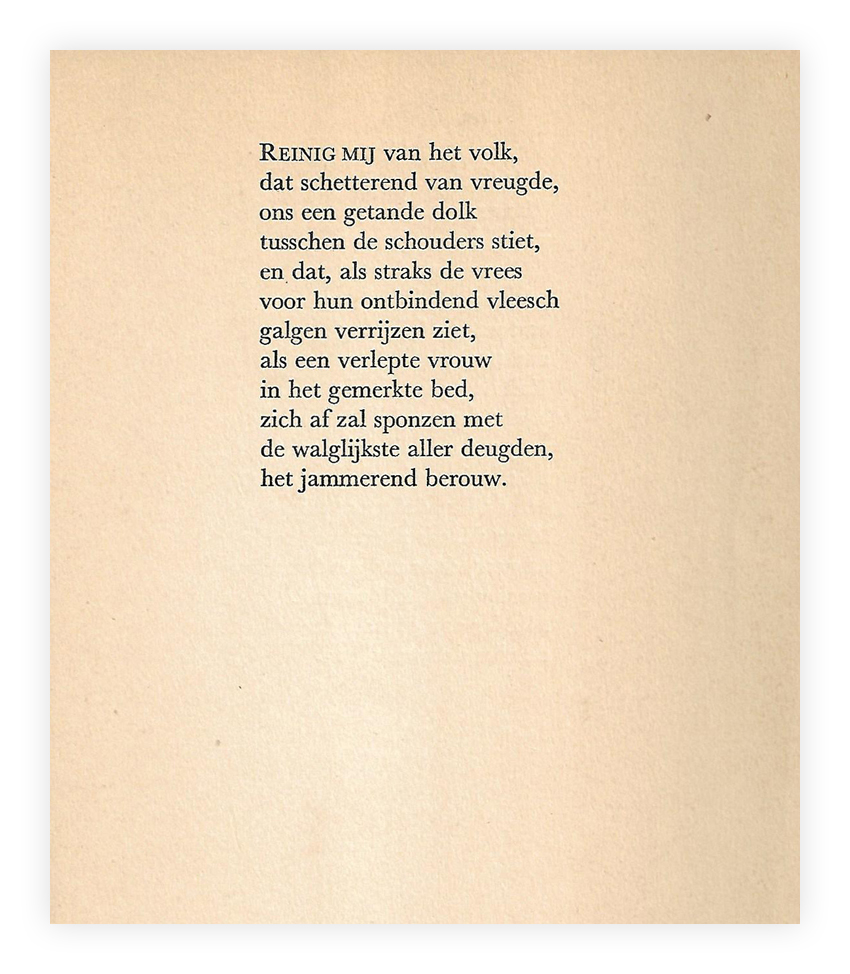 REINIG MIJ van het volk,
dat schetterend van vreugde,
ons een getande dolk
tusschen de schouders stiet,
en dat, als straks de vrees
voor hun ontbindend vleesch
galgen verrijzen ziet,
als een verlepte vrouw
in het gemerkte bed,
zich af zal sponzen met
de walglijkste aller deugden,
het jammerend berouw.